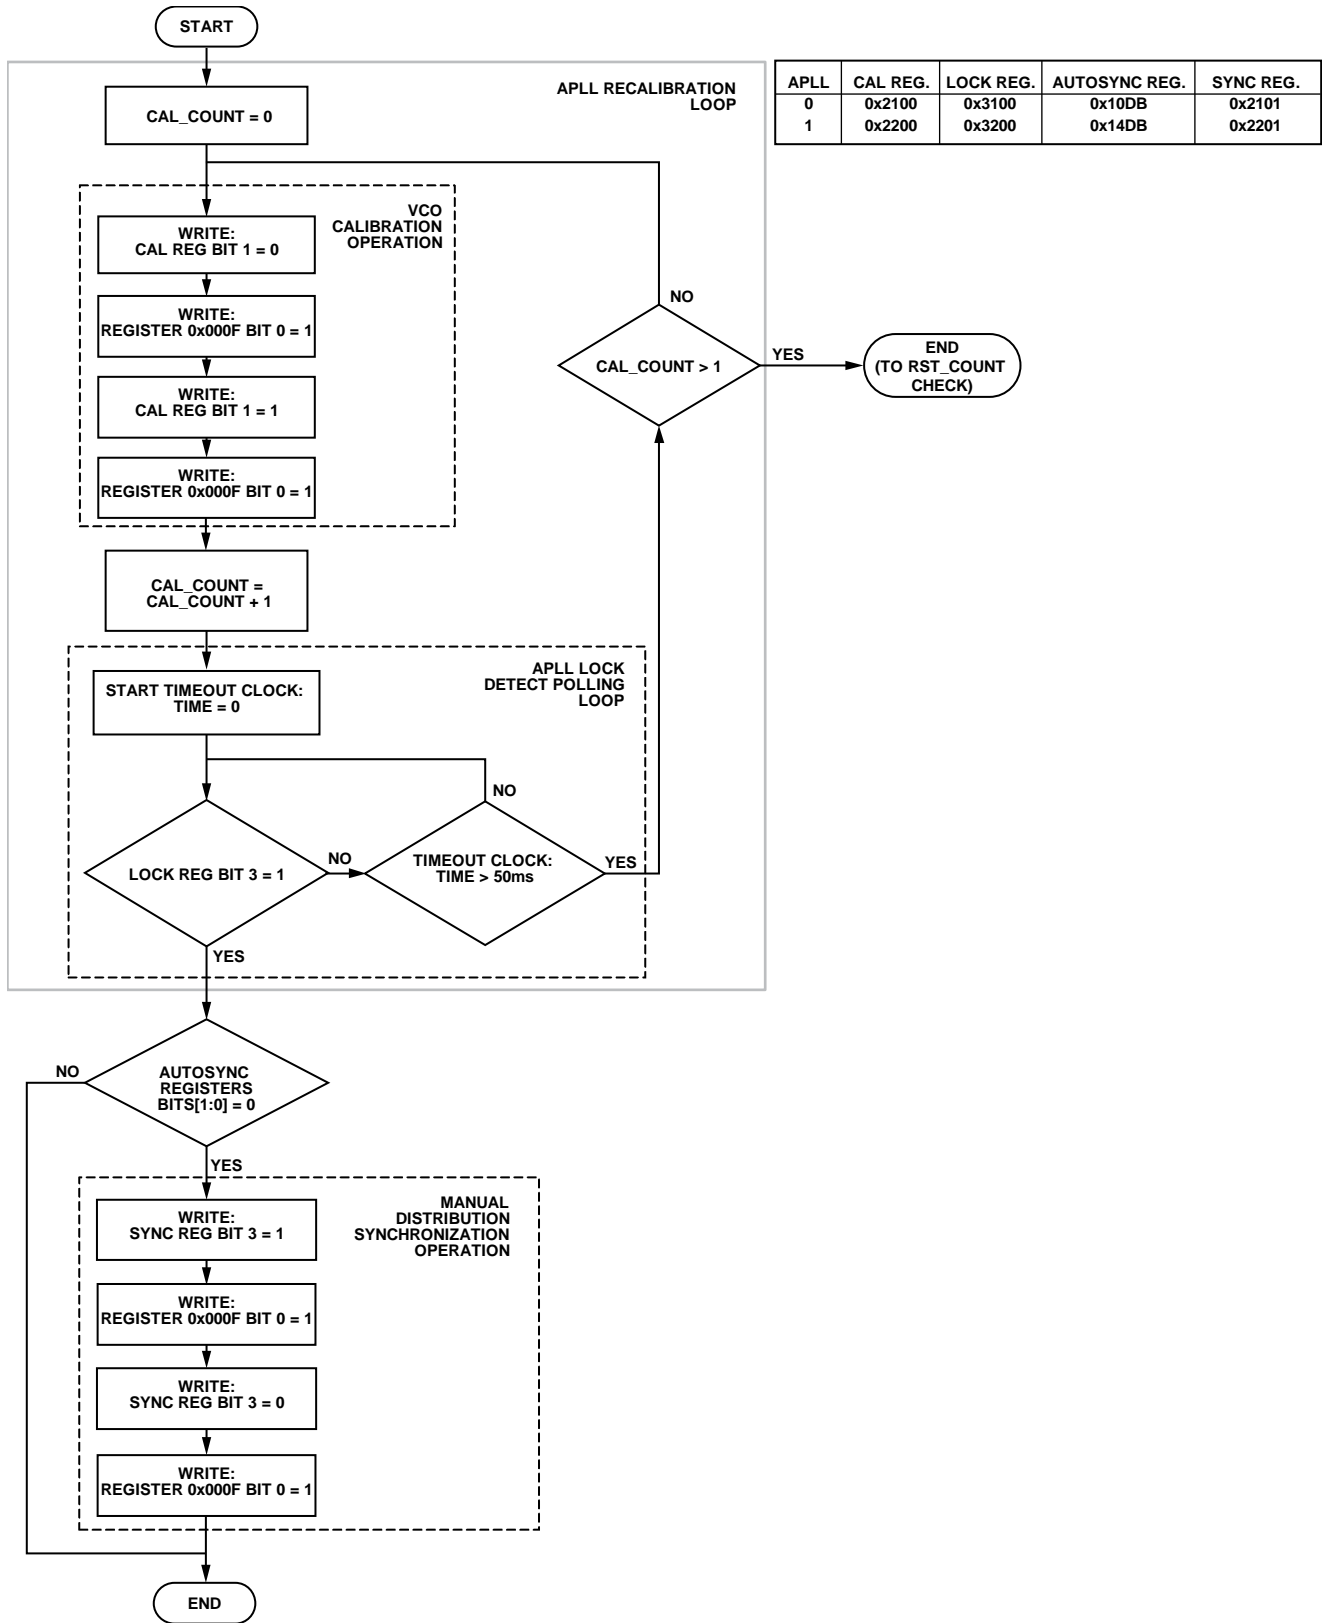 START
APLL RECALIBRATION
LOOP
APLL CAL REG. LOCK REG. AUTOSYNC REG. SYNC REG.
0 0x2100 0x3100 0x10DB 0x2101
1 0x2200 0x3200 0x14DB 0x2201
CAL_COUNT = 0
VCO
CALIBRATION
OPERATION
WRITE:
CAL REG BIT 1 = 0
WRITE:
REGISTER 0x000F BIT 0 = 1
WRITE:
CAL REG BIT 1 = 1
WRITE:
REGISTER 0x000F BIT 0 = 1
NO
CAL_COUNT > 1
YES
END
(TO RST_COUNT
CHECK)
CAL_COUNT =
CAL_COUNT + 1
APLL LOCK
DETECT POLLING
LOOP
START TIMEOUT CLOCK:
TIME = 0
NO
LOCK REG BIT 3 = 1
NO
TIMEOUT CLOCK:
TIME > 50ms
YES
YES
NO
AUTOSYNC
REGISTERS
BITS[1:0] = 0
YES
MANUAL
DISTRIBUTION
SYNCHRONIZATION
OPERATION
WRITE:
SYNC REG BIT 3 = 1
WRITE:
REGISTER 0x000F BIT 0 = 1
WRITE:
SYNC REG BIT 3 = 0
WRITE:
REGISTER 0x000F BIT 0 = 1
END